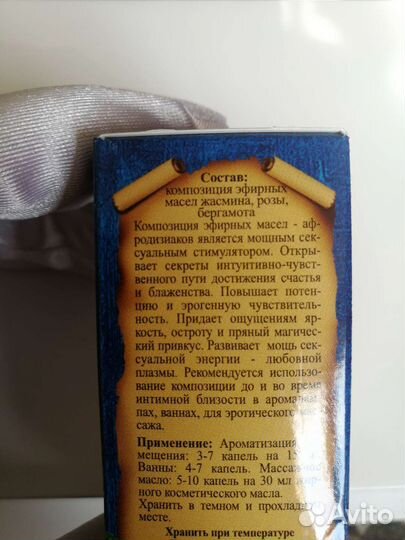 Состав:
композиция эфирных
масел жасмина, розы,
бергамота
Композиция эфирных масел - аф-
родизиаков является мощным сек-
суальным стимулятором. Откры-
вает секреты интуитивно-чувст-
венного пути достижения счастья
и блаженства. Повышает потен-
цию и эрогенную чувствитель-
ность. Придает ощущениям яр-
кость, остроту и пряный магичес-
кий привкус. Развивает мощь сек-
суальной энергии - любовной
плазмы. Рекомендуется использо-
вание композиции до и во время
интимной близости в
пах, ваннах, для эротического
сажа.
Применение: Ароматизация
мещения: 3-7 капель на
Ванны: 4-7 капель.
масло: 5-10 капель на 30 мл
ного косметического масла.
Хранить в темном и
месте.
Хранить при температуре
Avito